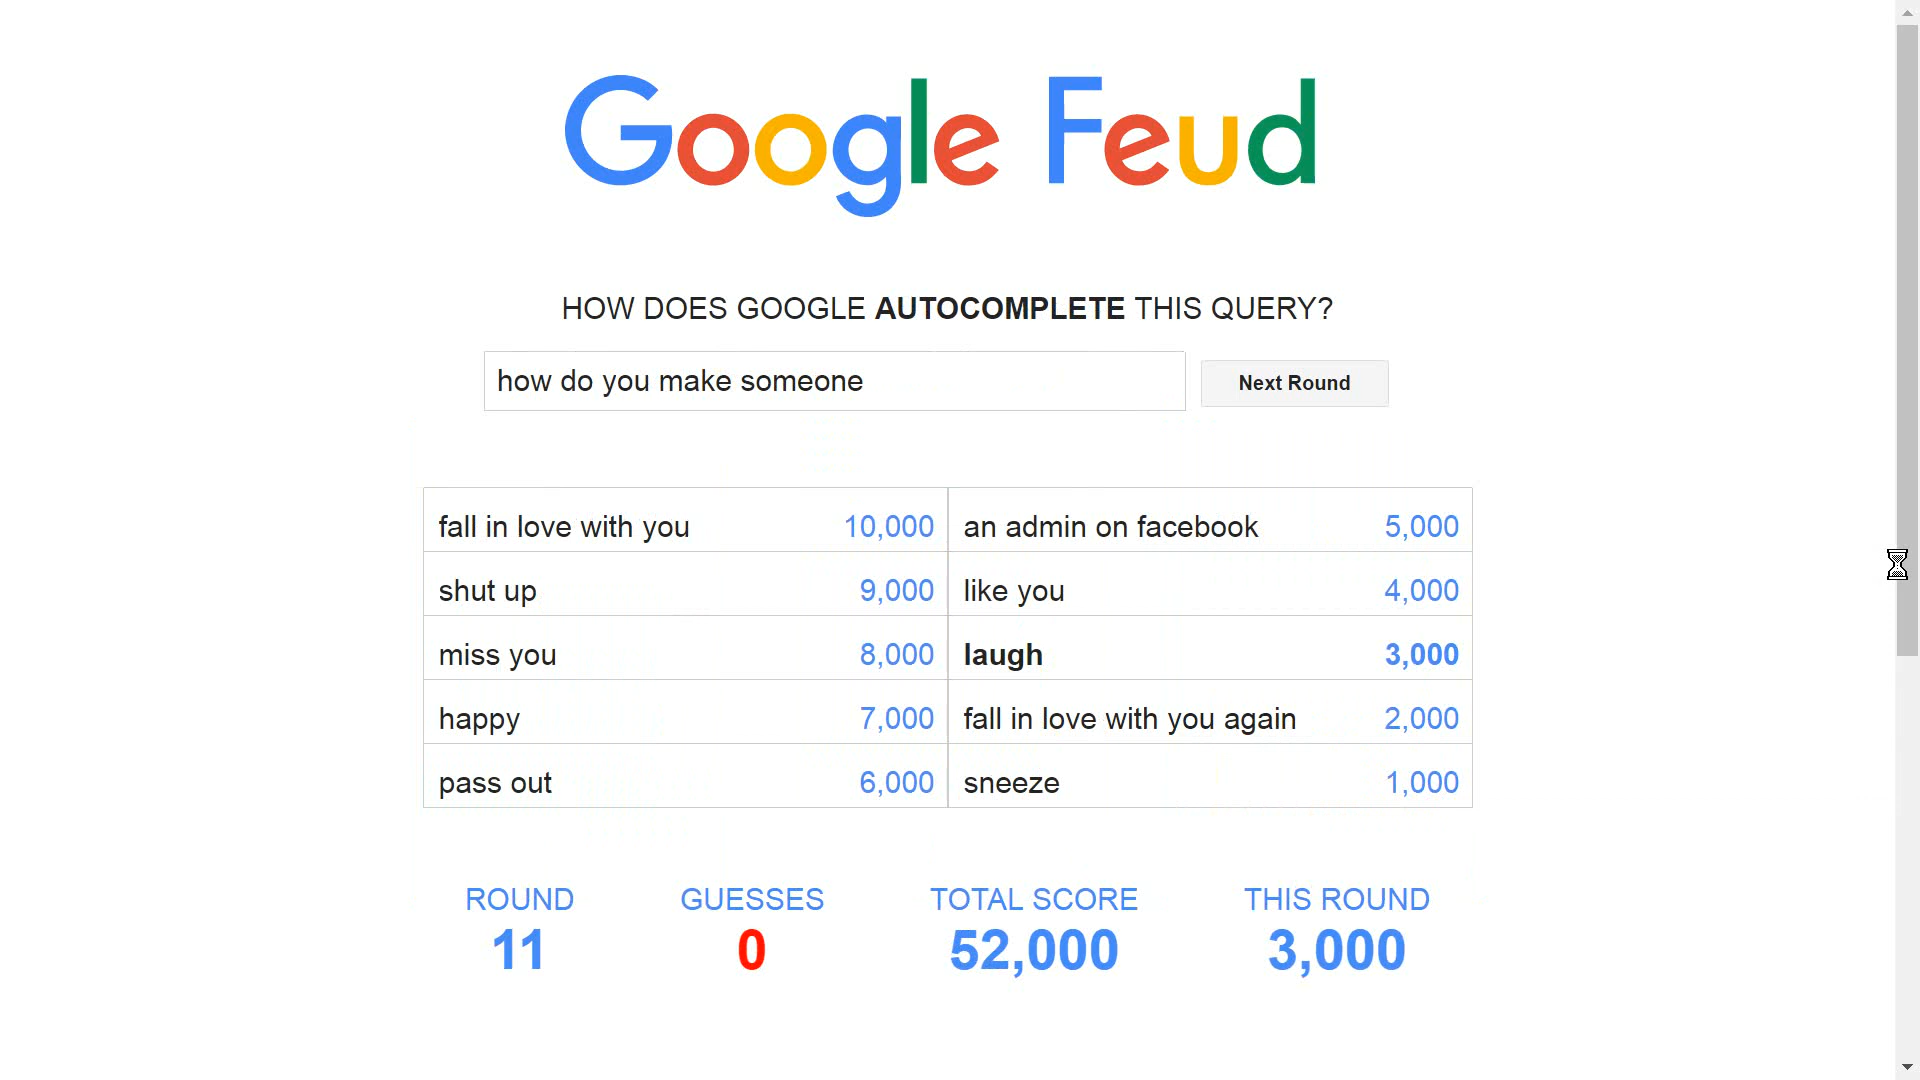 Google Feud
HOW DOES GOOGLE AUTOCOMPLETE THIS QUERY?
how do you make someone
Next Round
fall in love with you 10,000
shut up 9,000
miss you 8,000
happy 7,000
pass out 6,000
an admin on facebook 5,000
like you 4,000
laugh 3,000
fall in love with you again 2,000
sneeze 1,000
ROUND
11
GUESSES
0
TOTAL SCORE
52,000
THIS ROUND
3,000